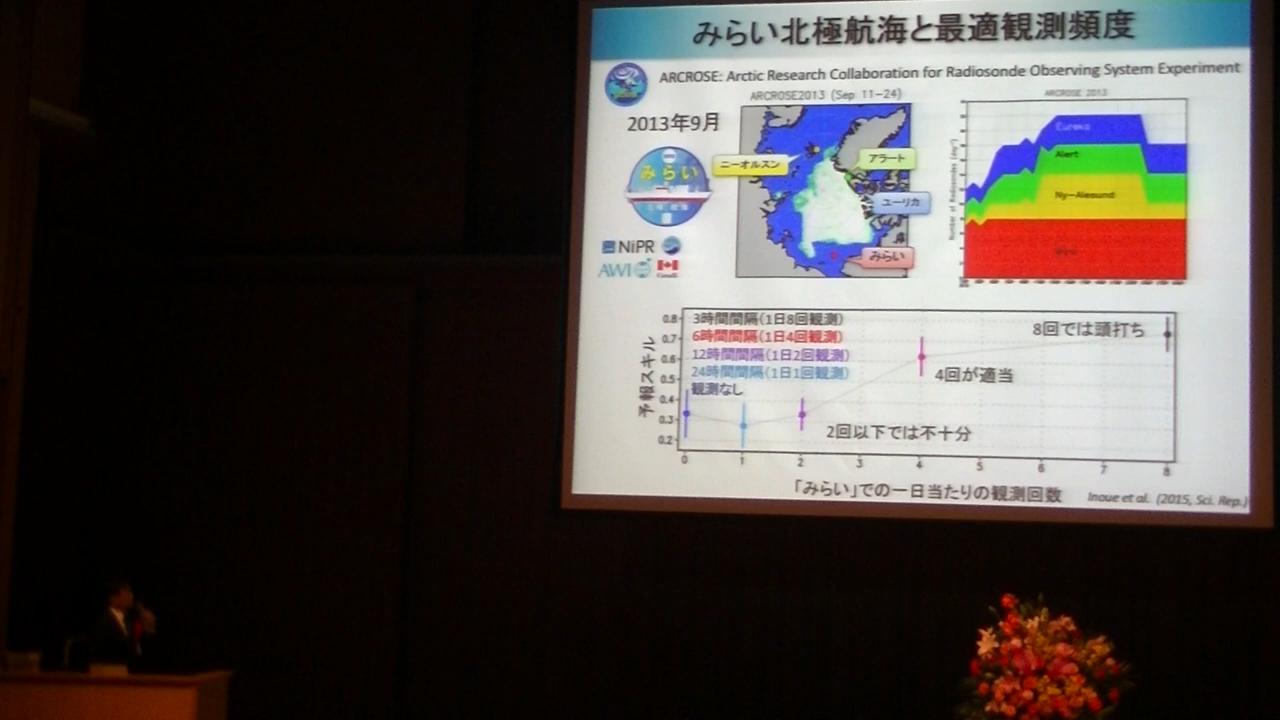 みらい北極航海と最適観測頻度
ARCROSE: Arctic Research Collaboration for Radiosonde Observing System Experiment
ARCROSE2013 (Sep 11-24)
ARCROSE 2013
2013年9月
みらい
ニーオルスン
アラート
ユーリカ
みらい
NiPR
AWI
Canada
Number of Radiosondes (day⁻¹)
Eureka
Alert
Ny-Alesund
予報スキル
0.8
0.7
0.6
0.5
0.4
0.3
0.2
3時間間隔(1日8回観測)
6時間間隔(1日4回観測)
12時間間隔(1日2回観測)
24時間間隔(1日1回観測)
観測なし
8回では頭打ち
4回が適当
2回以下では不十分
0 1 2 3 4 5 6 7 8
「みらい」での一日当たりの観測回数
Inoue et al. (2015, Sci. Rep.)